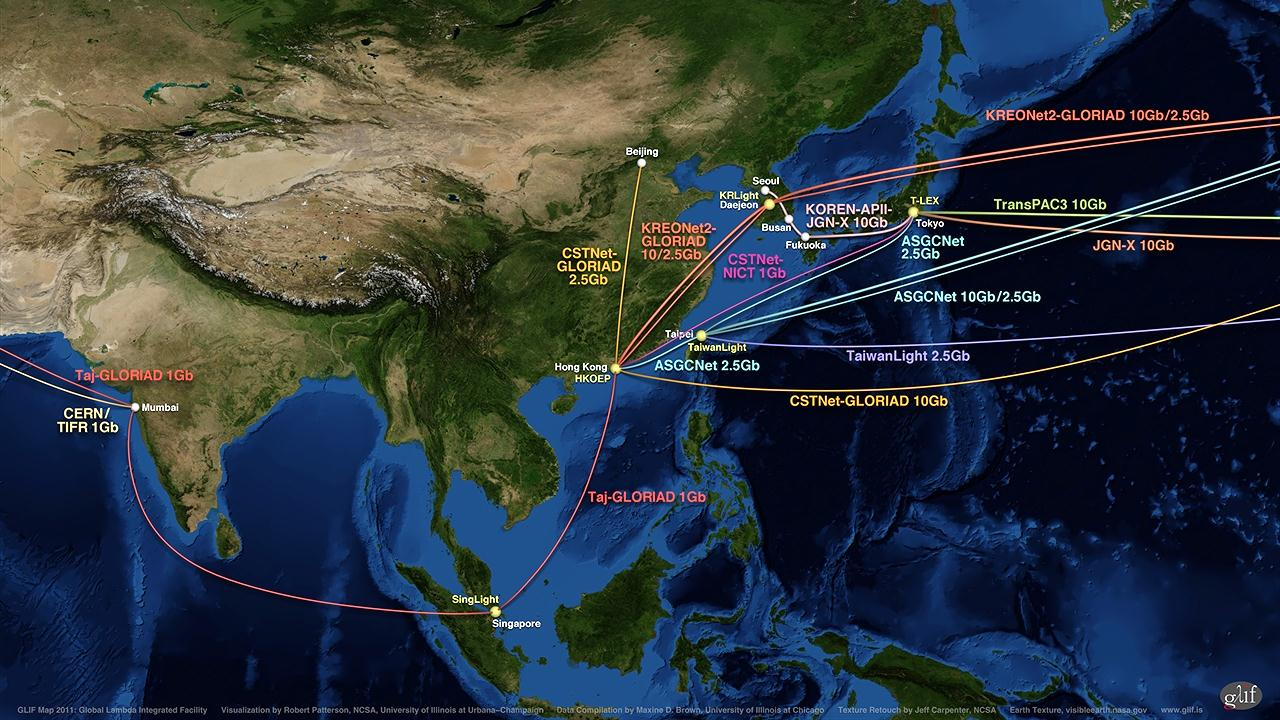 KREONet2-GLORIAD 10Gb/2.5Gb
Beijing
Seoul
KRLight
Daejeon
T-LEX
TransPAC3 10Gb
KOREN-APII-
JGN-X 10Gb
Busan
Tokyo
KREONet2-
GLORIAD
10/2.5Gb
Fukuoka
ASGCNet
2.5Gb
JGN-X 10Gb
CSTNet-
GLORIAD
2.5Gb
CSTNet-
NICT 1Gb
ASGCNet 10Gb/2.5Gb
Taipei
TaiwanLight
TaiwanLight 2.5Gb
Hong Kong
HKOEP
ASGCNet 2.5Gb
Taj-GLORIAD 1Gb
CSTNet-GLORIAD 10Gb
Mumbai
CERN/
TIFR 1Gb
Taj-GLORIAD 1Gb
SingLight
Singapore
glif
GLIF Map 2011: Global Lambda Integrated Facility Visualization by Robert Patterson, NCSA, University of Illinois at Urbana-Champaign Data Compilation by Maxine D. Brown, University of Illinois at Chicago Texture Retouch by Jeff Carpenter, NCSA Earth Texture, visibleearth.nasa.gov www.glif.is